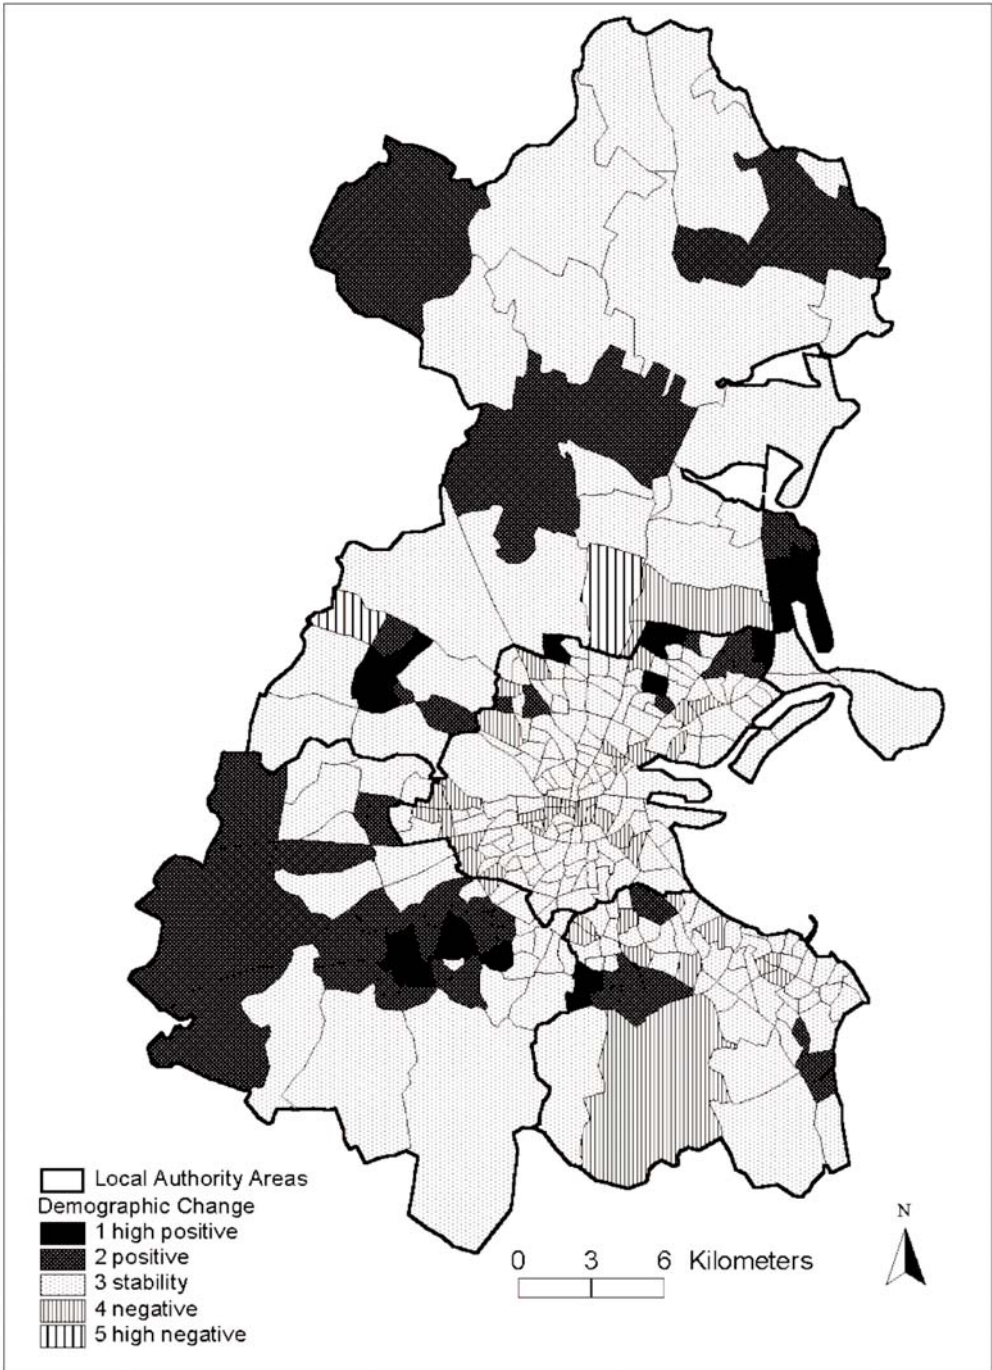 Local Authority Areas
Demographic Change
1 high positive
2 positive
3 stability
4 negative
5 high negative
0 3 6 Kilometers
N